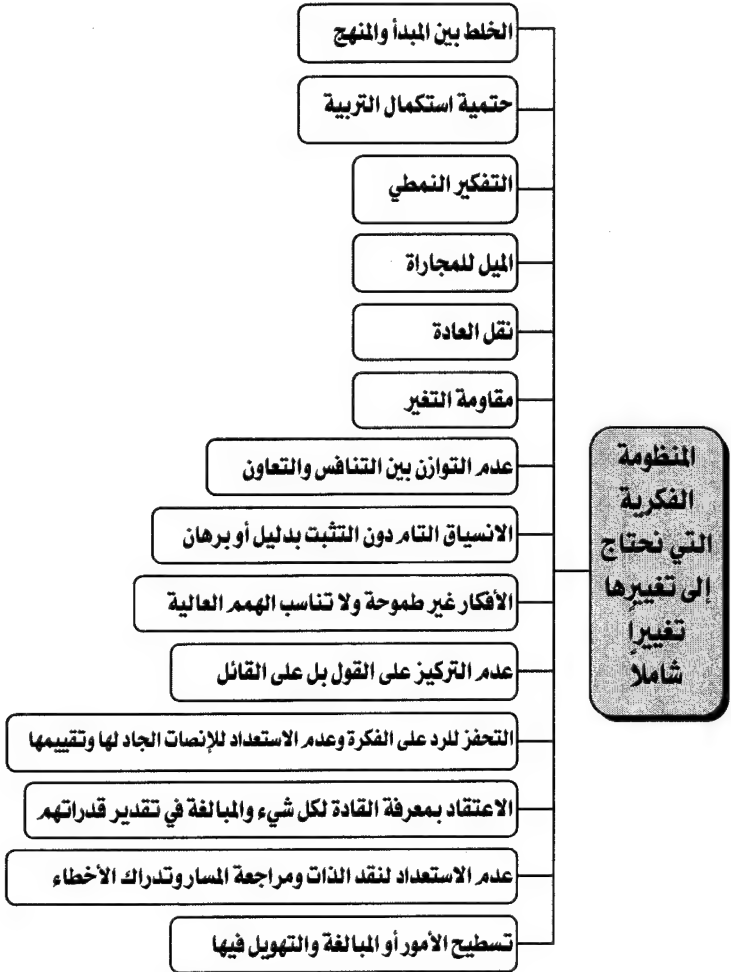 المنظومة
الفكرية
التي نحتاج
إلى تغييرها
تغييراً
شاملاً
الخلط بين المبدأ والمنهج
حتمية استكمال التربية
التفكير النمطي
الميل للمجاراة
نقل العادة
مقاومة التغير
عدم التوازن بين التنافس والتعاون
الانسياق التام دون التثبت بدليل أو برهان
الأفكار غير طموحة ولا تناسب الهمم العالية
عدم التركيز على القول بل على القائل
التحفز للرد على الفكرة وعدم الاستعداد للإنصات الجاد لها وتقييمها
الاعتقاد بمعرفة القادة لكل شيء والمبالغة في تقدير قدراتهم
عدم الاستعداد لنقد الذات ومراجعة المسار وتدراك الأخطاء
تسطيح الأمور أو المبالغة والتهويل فيها